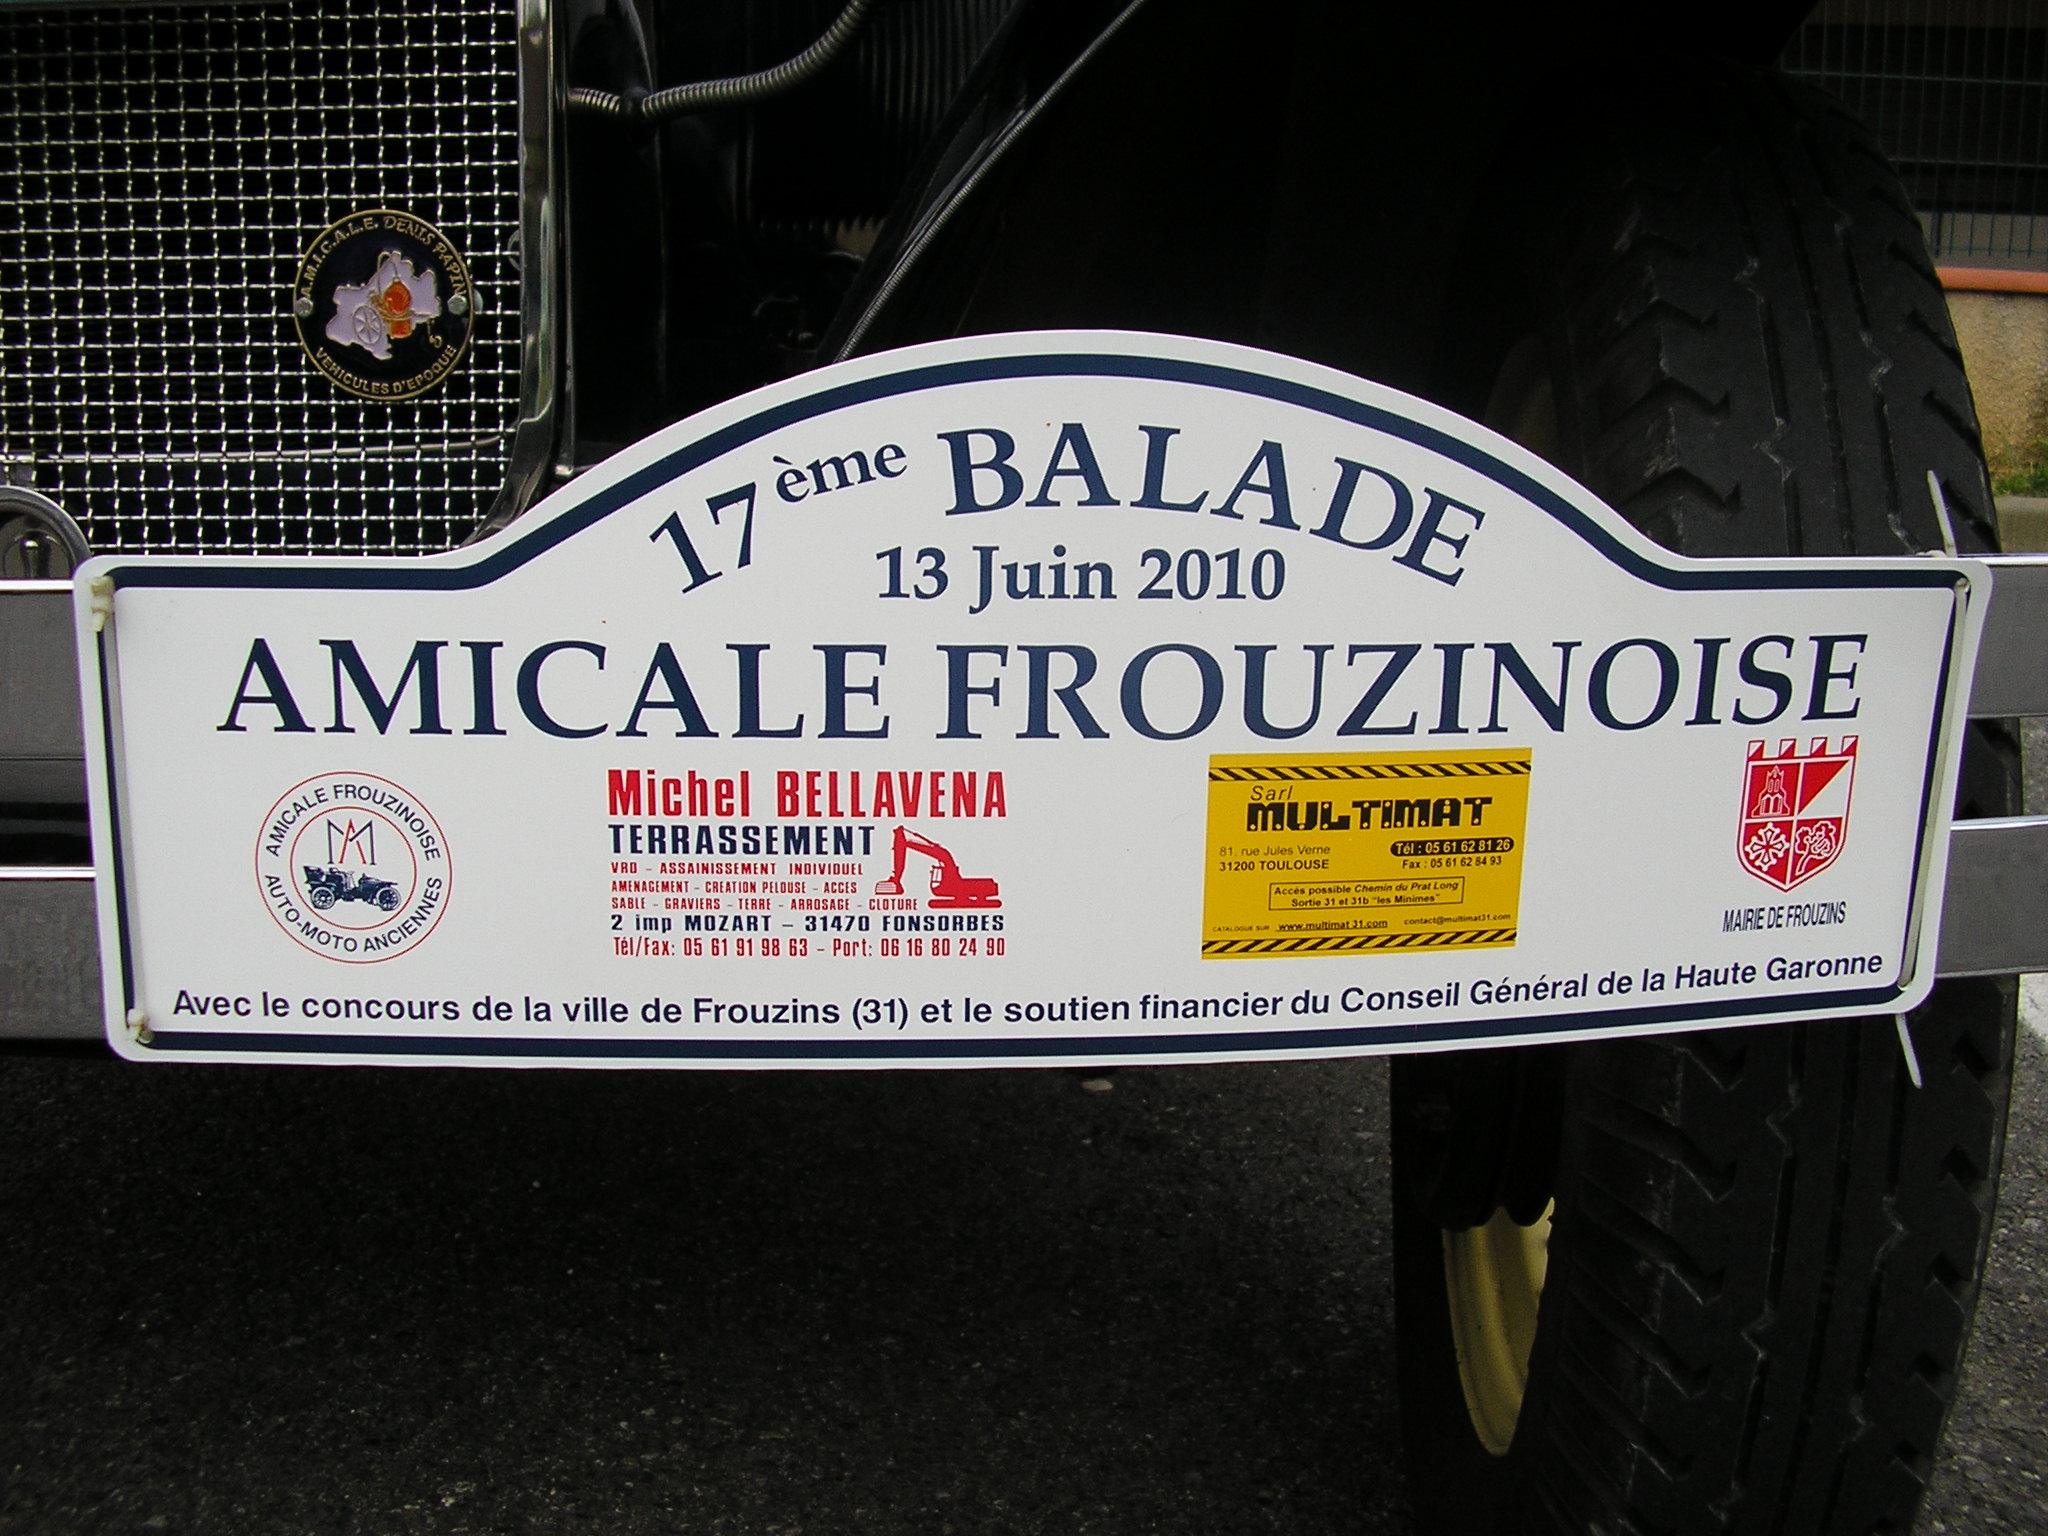 A.M.I.C.A.L.E. DENIS PAPIN
VEHICULES D'EPOQUE
17ème BALADE
13 Juin 2010
AMICALE FROUZINOISE
AMICALE FROUZINOISE
AM
AUTO-MOTO ANCIENNES
Michel BELLAVENA
TERRASSEMENT
VRD - ASSAINISSEMENT INDIVIDUEL
AMENAGEMENT - CREATION PELOUSE - ACCES
SABLE - GRAVIERS - TERRE - ARROSAGE - CLOTURE
2 imp MOZART - 31470 FONSORBES
Tél/Fax: 05 61 91 98 63 - Port: 06 16 80 24 90
Sarl
MULTIMAT
81, rue Jules Verne Tél : 05 61 62 81 26
31200 TOULOUSE Fax : 05 61 62 84 93
Accès possible Chemin du Prat Long
Sortie 31 et 31b "les Minimes"
CATALOGUE SUR www.multimat 31.com contact@multimat31.com
MAIRIE DE FROUZINS
Avec le concours de la ville de Frouzins (31) et le soutien financier du Conseil Général de la Haute Garonne